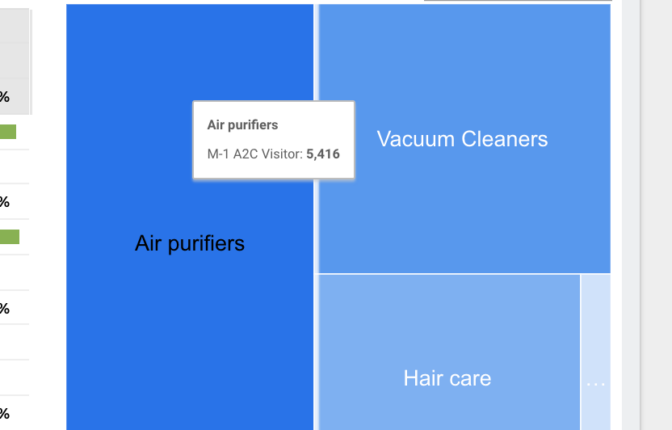 %
%
%
%
Air purifiers
M-1 A2C Visitor: 5,416
Vacuum Cleaners
Air purifiers
Hair care
...